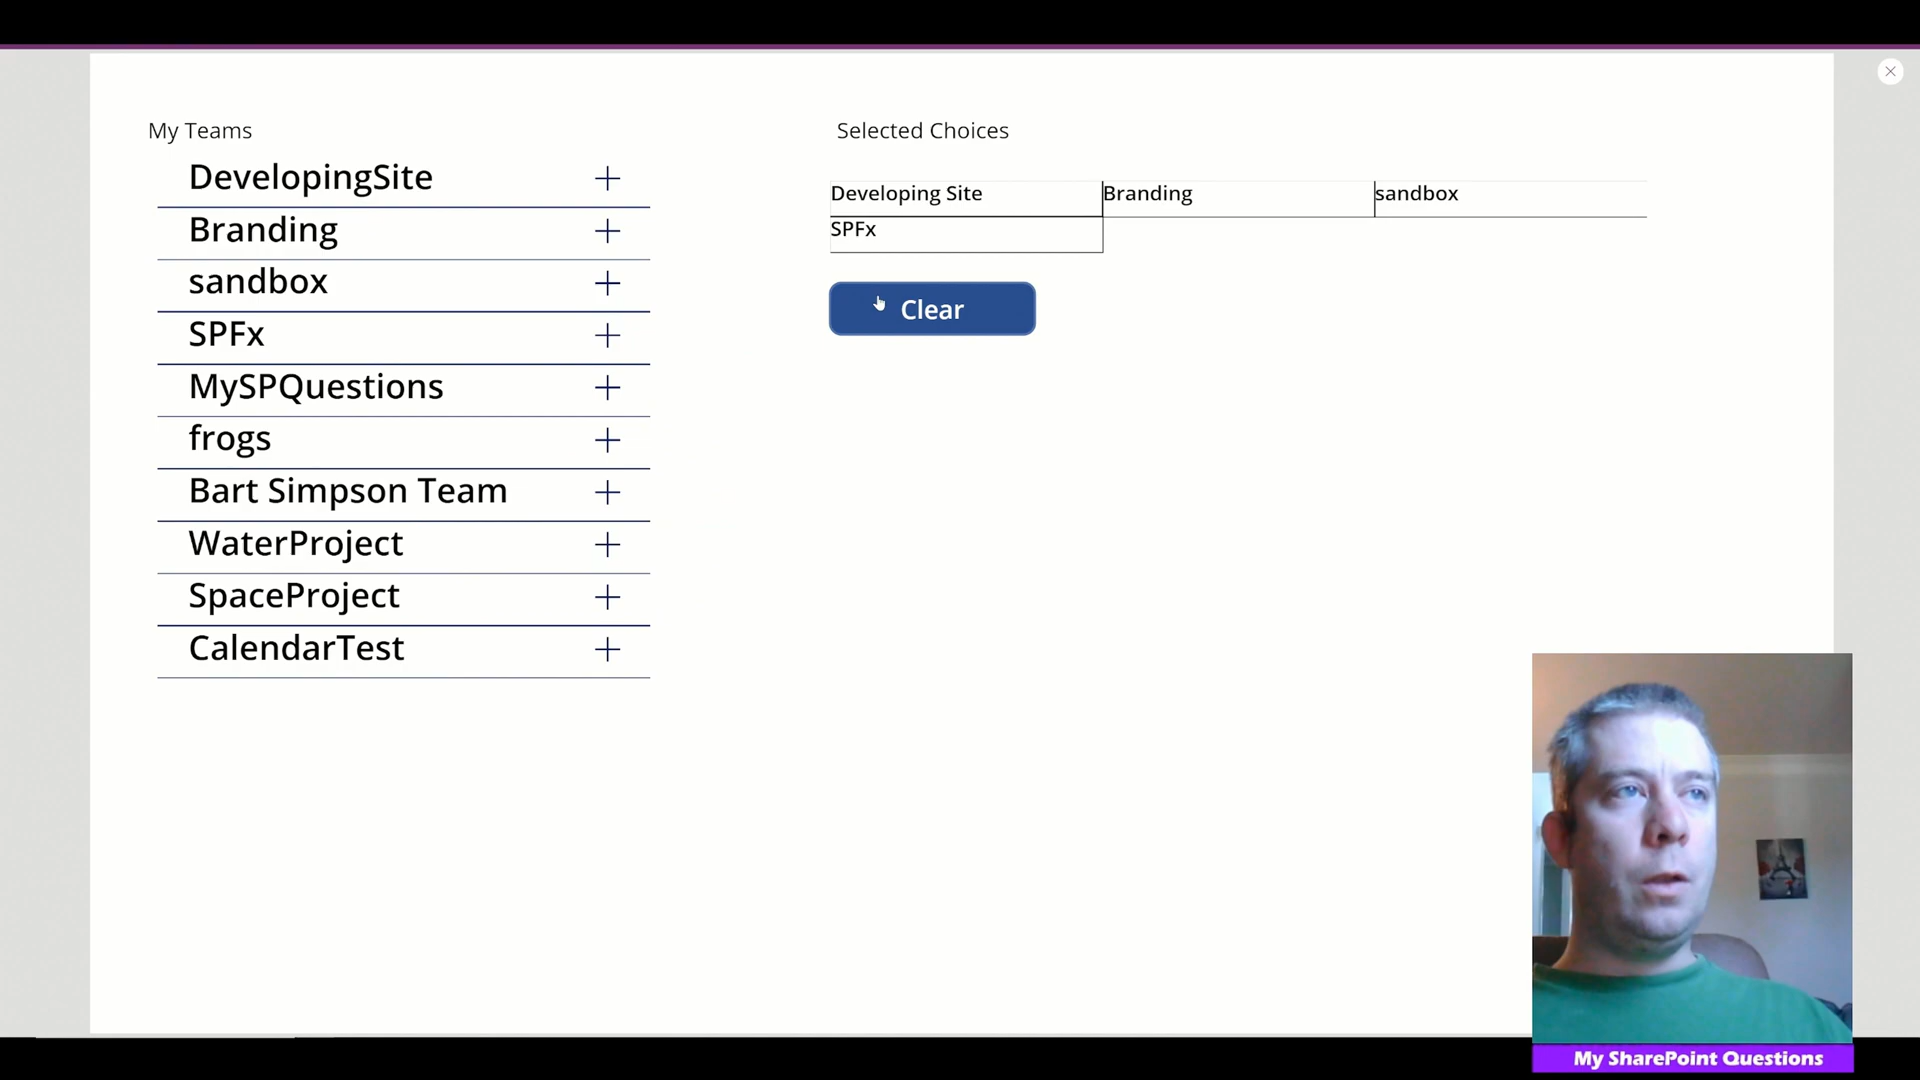 My Teams
DevelopingSite
Branding
sandbox
SPFx
MySPQuestions
frogs
Bart Simpson Team
WaterProject
SpaceProject
CalendarTest
Selected Choices
Developing Site Branding sandbox
SPFx
Clear
My SharePoint Questions